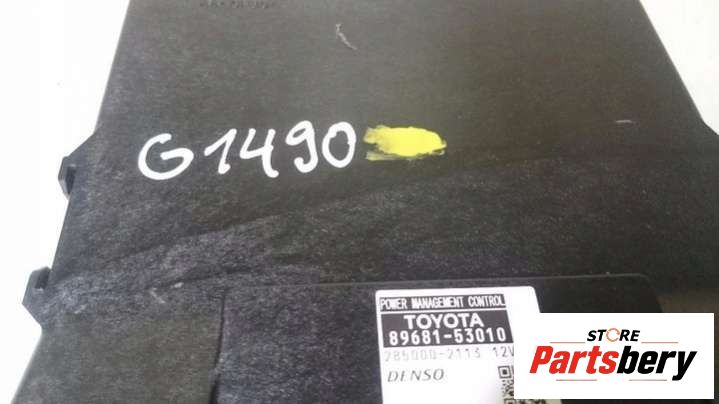 G1490
POWER MANAGEMENT CONTROL
TOYOTA
89681-53010
285000-2113 12V
DENSO
STORE
Partsbery